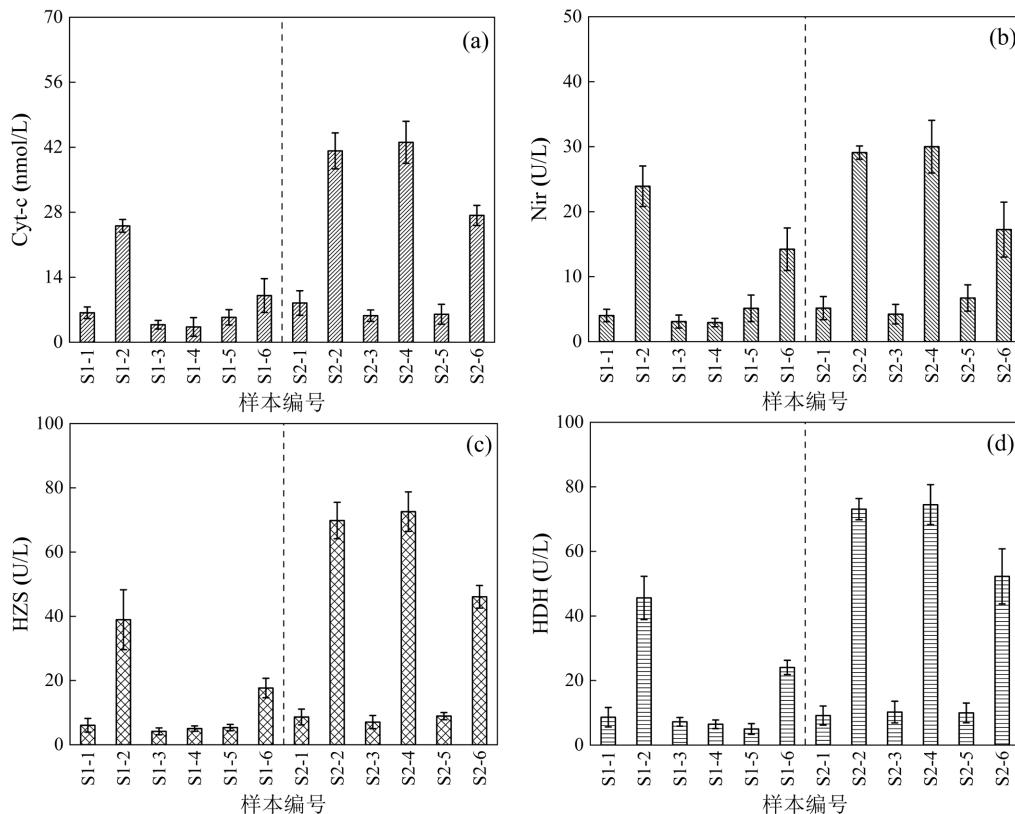 (a)
Cyt-c (nmol/L)
70
56
42
28
14
0
S1-1 S1-2 S1-3 S1-4 S1-5 S1-6 S2-1 S2-2 S2-3 S2-4 S2-5 S2-6
样本编号
(b)
Nir (U/L)
50
40
30
20
10
0
S1-1 S1-2 S1-3 S1-4 S1-5 S1-6 S2-1 S2-2 S2-3 S2-4 S2-5 S2-6
样本编号
(c)
HZS (U/L)
100
80
60
40
20
0
S1-1 S1-2 S1-3 S1-4 S1-5 S1-6 S2-1 S2-2 S2-3 S2-4 S2-5 S2-6
样本编号
(d)
HDH (U/L)
100
80
60
40
20
0
S1-1 S1-2 S1-3 S1-4 S1-5 S1-6 S2-1 S2-2 S2-3 S2-4 S2-5 S2-6
样本编号